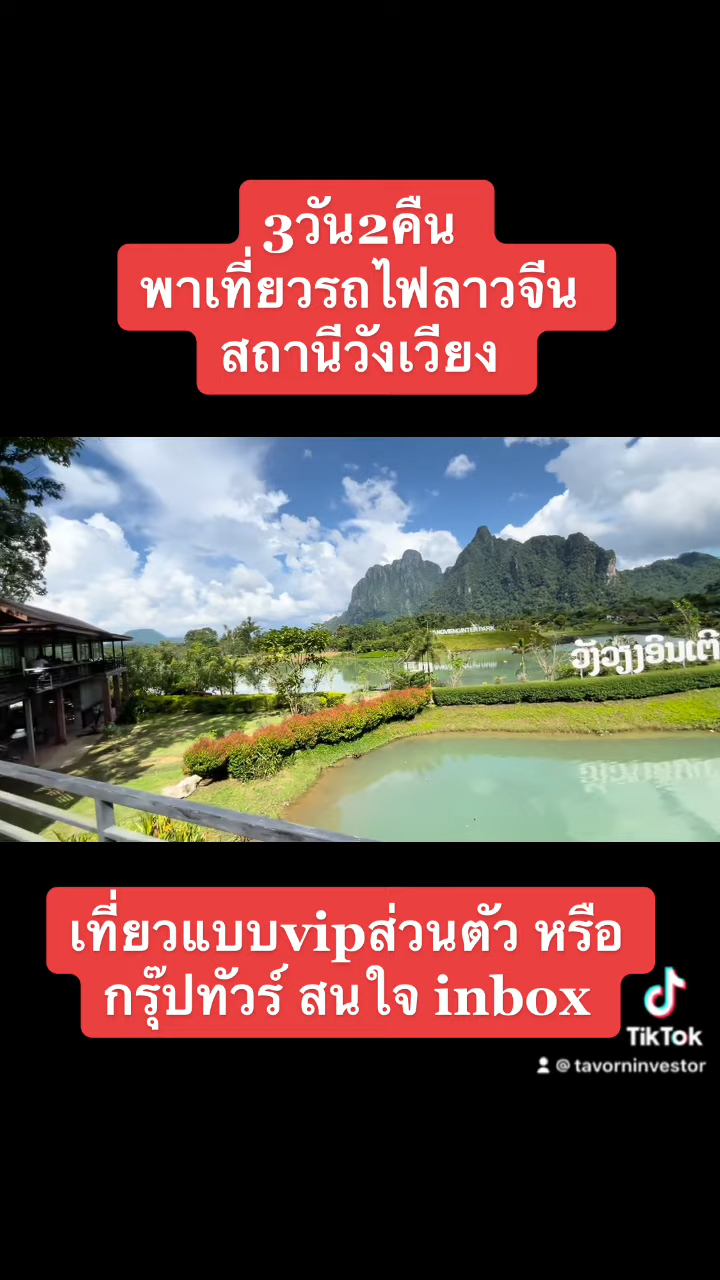 3วัน2คืน
พาเที่ยวรถไฟลาวจีน
สถานีวังเวียง
ວັງວຽງອິນເຕີ
เที่ยวแบบvipส่วนตัว หรือ
กรุ๊ปทัวร์ สนใจ inbox
TikTok
@tavorninvestor